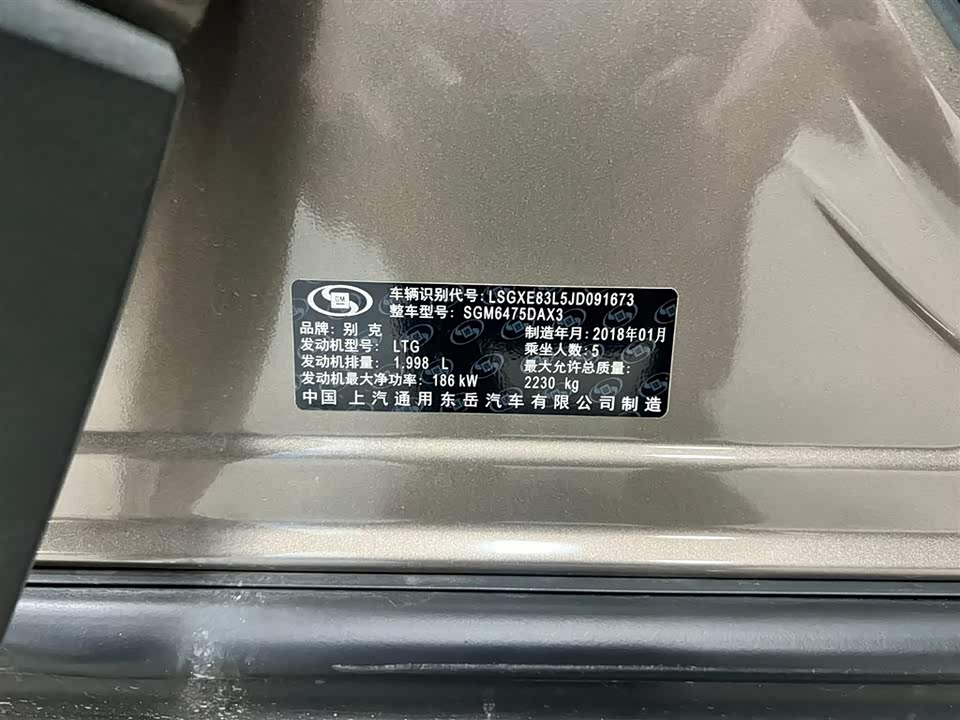 GM
车辆识别代号: LSGXE83L5JD091673
整车型号: SGM6475DAX3
品牌: 别克 制造年月: 2018年01月
发动机型号: LTG 乘坐人数: 5
发动机排量: 1.998 L 最大允许总质量:
发动机最大净功率: 186 kW 2230 kg
中国 上汽通用东岳汽车有限公司制造